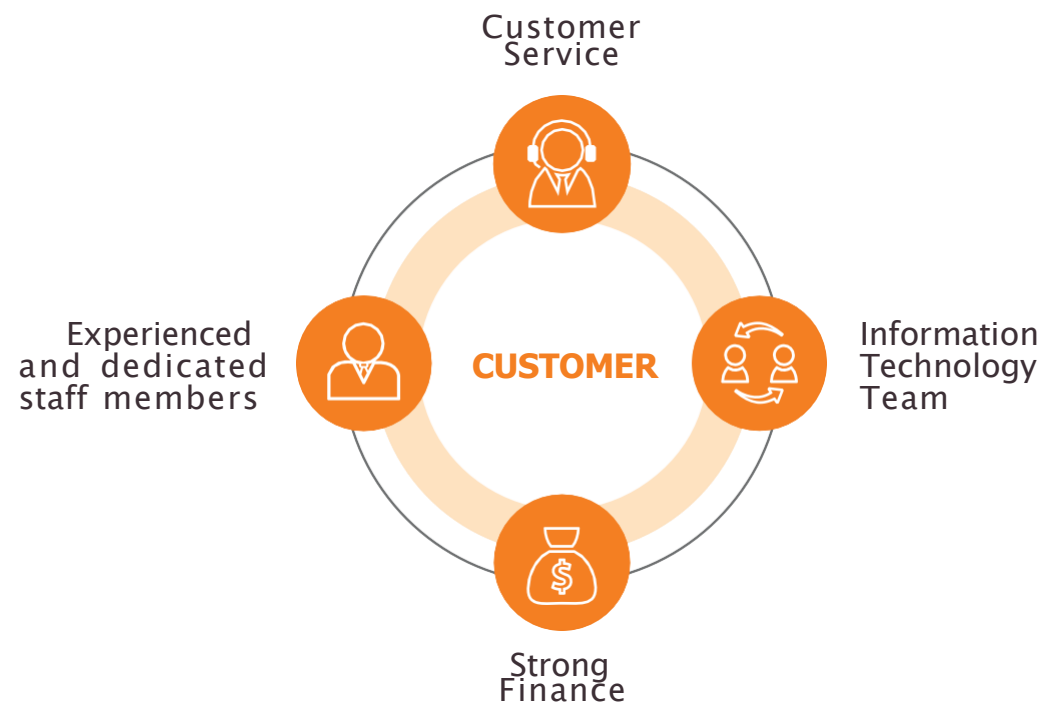 Customer
Service
Experienced
and dedicated
staff members
CUSTOMER
Information
Technology
Team
$
Strong
Finance